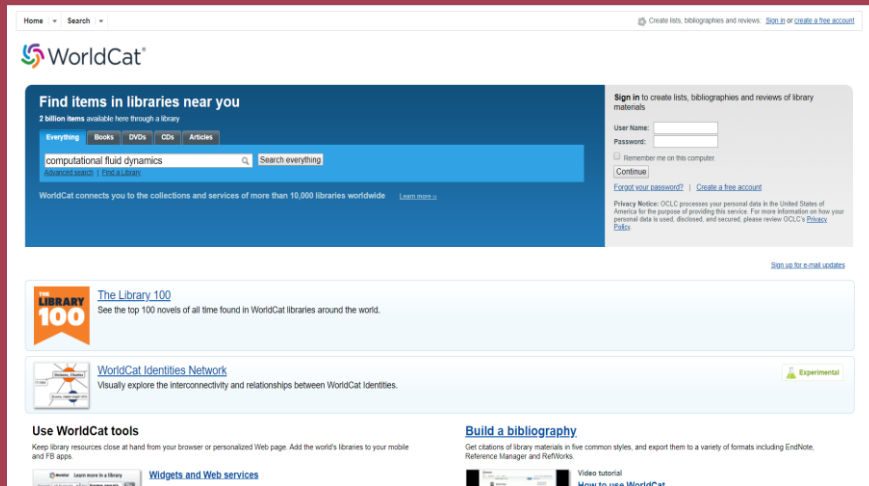 Home Search
Create lists, bibliographies and reviews: Sign in or create a free account
WorldCat®
Find items in libraries near you
2 billion items available here through a library
Everything Books DVDs CDs Articles
computational fluid dynamics Search everything
Advanced search | Find a Library
WorldCat connects you to the collections and services of more than 10,000 libraries worldwide Learn more »
Sign in to create lists, bibliographies and reviews of library
materials
User Name:
Password:
Remember me on this computer.
Continue
Forgot your password? | Create a free account
Privacy Notice: OCLC processes your personal data in the United States of
America for the purpose of providing this service. For more information on how your
personal data is used, disclosed, and secured, please review OCLC's Privacy
Policy.
Sign up for e-mail updates
THE
LIBRARY
100
The Library 100
See the top 100 novels of all time found in WorldCat libraries around the world.
WorldCat Identities Network
Visually explore the interconnectivity and relationships between WorldCat Identities.
Experimental
Use WorldCat tools
Keep library resources close at hand from your browser or personalized Web page. Add the world's libraries to your mobile
and FB apps.
Learn more in a library
Widgets and Web services
Build a bibliography
Get citations of library materials in five common styles, and export them to a variety of formats including EndNote,
Reference Manager and RefWorks.
Video tutorial
How to use WorldCat